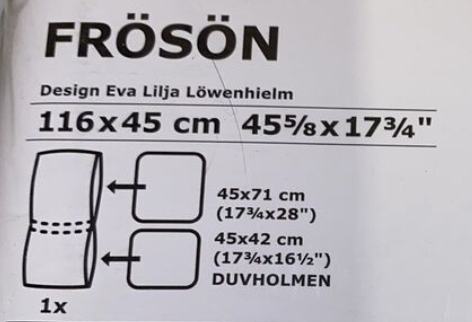 FRÖSÖN
Design Eva Lilja Löwenhielm
116x45 cm 45⅝x17¾"
45x71 cm
(17¾x28")
45x42 cm
(17¾x16½")
DUVHOLMEN
1x